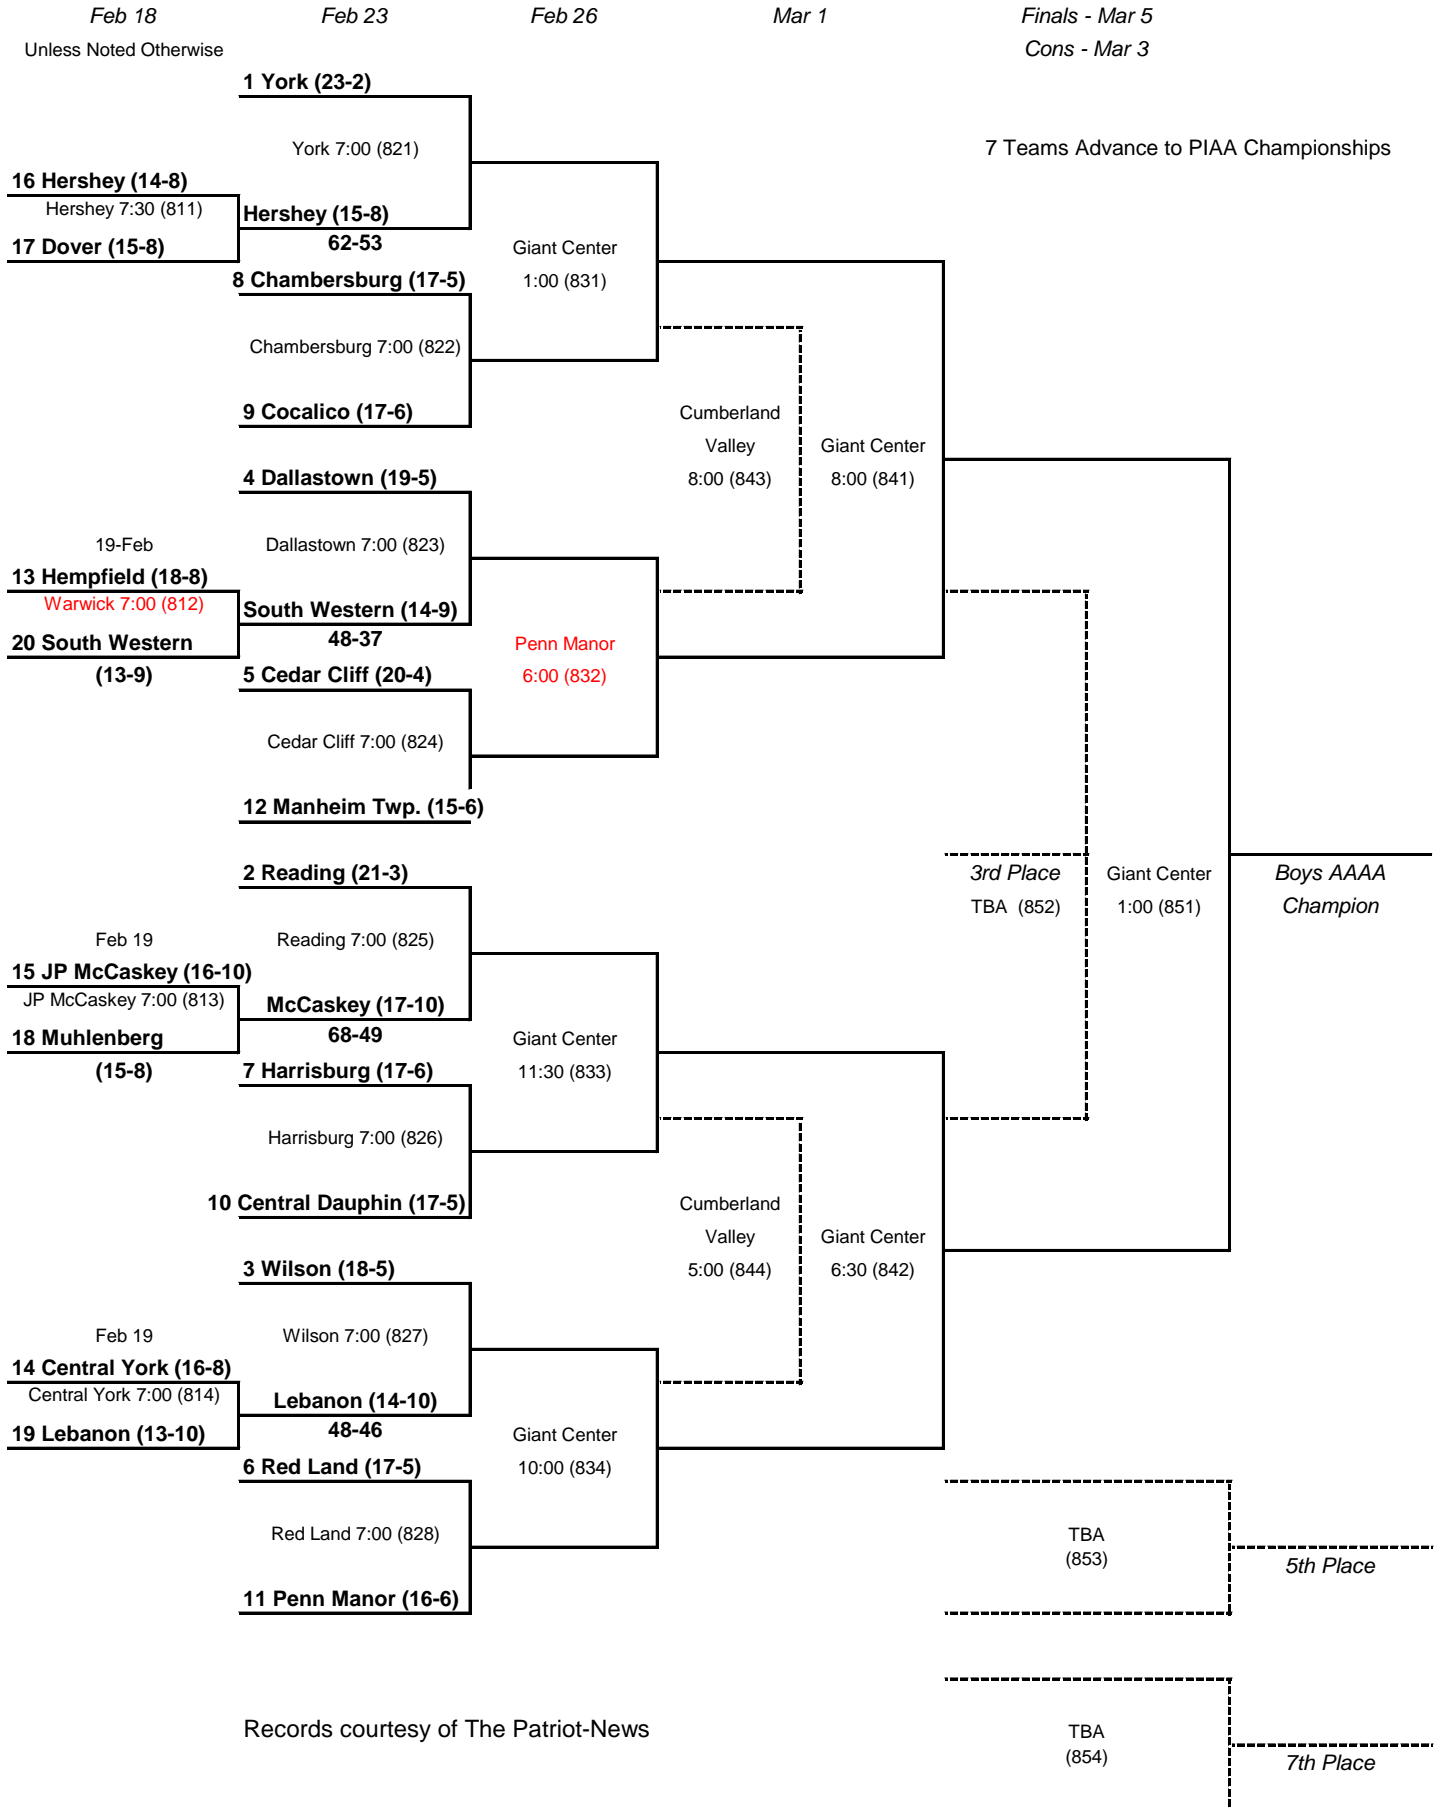 Feb 18
Feb 23
Feb 26
Mar 1
Finals - Mar 5
Unless Noted Otherwise
Cons - Mar 3
1 York (23-2)
York 7:00 (821)
7 Teams Advance to PIAA Championships
16 Hershey (14-8)
Hershey 7:30 (811)
Hershey (15-8)
17 Dover (15-8)
62-53
Giant Center
8 Chambersburg (17-5)
1:00 (831)
Chambersburg 7:00 (822)
9 Cocalico (17-6)
Cumberland
Valley
Giant Center
4 Dallastown (19-5)
8:00 (843)
8:00 (841)
19-Feb
Dallastown 7:00 (823)
13 Hempfield (18-8)
Warwick 7:00 (812)
South Western (14-9)
20 South Western
48-37
Penn Manor
(13-9)
5 Cedar Cliff (20-4)
6:00 (832)
Cedar Cliff 7:00 (824)
12 Manheim Twp. (15-6)
2 Reading (21-3)
3rd Place
Giant Center
Boys AAAA
TBA (852)
1:00 (851)
Champion
Feb 19
Reading 7:00 (825)
15 JP McCaskey (16-10)
JP McCaskey 7:00 (813)
McCaskey (17-10)
18 Muhlenberg
68-49
Giant Center
(15-8)
7 Harrisburg (17-6)
11:30 (833)
Harrisburg 7:00 (826)
10 Central Dauphin (17-5)
Cumberland
Valley
Giant Center
3 Wilson (18-5)
5:00 (844)
6:30 (842)
Feb 19
Wilson 7:00 (827)
14 Central York (16-8)
Central York 7:00 (814)
Lebanon (14-10)
19 Lebanon (13-10)
48-46
Giant Center
6 Red Land (17-5)
10:00 (834)
Red Land 7:00 (828)
TBA
(853)
5th Place
11 Penn Manor (16-6)
Records courtesy of The Patriot-News
TBA
(854)
7th Place